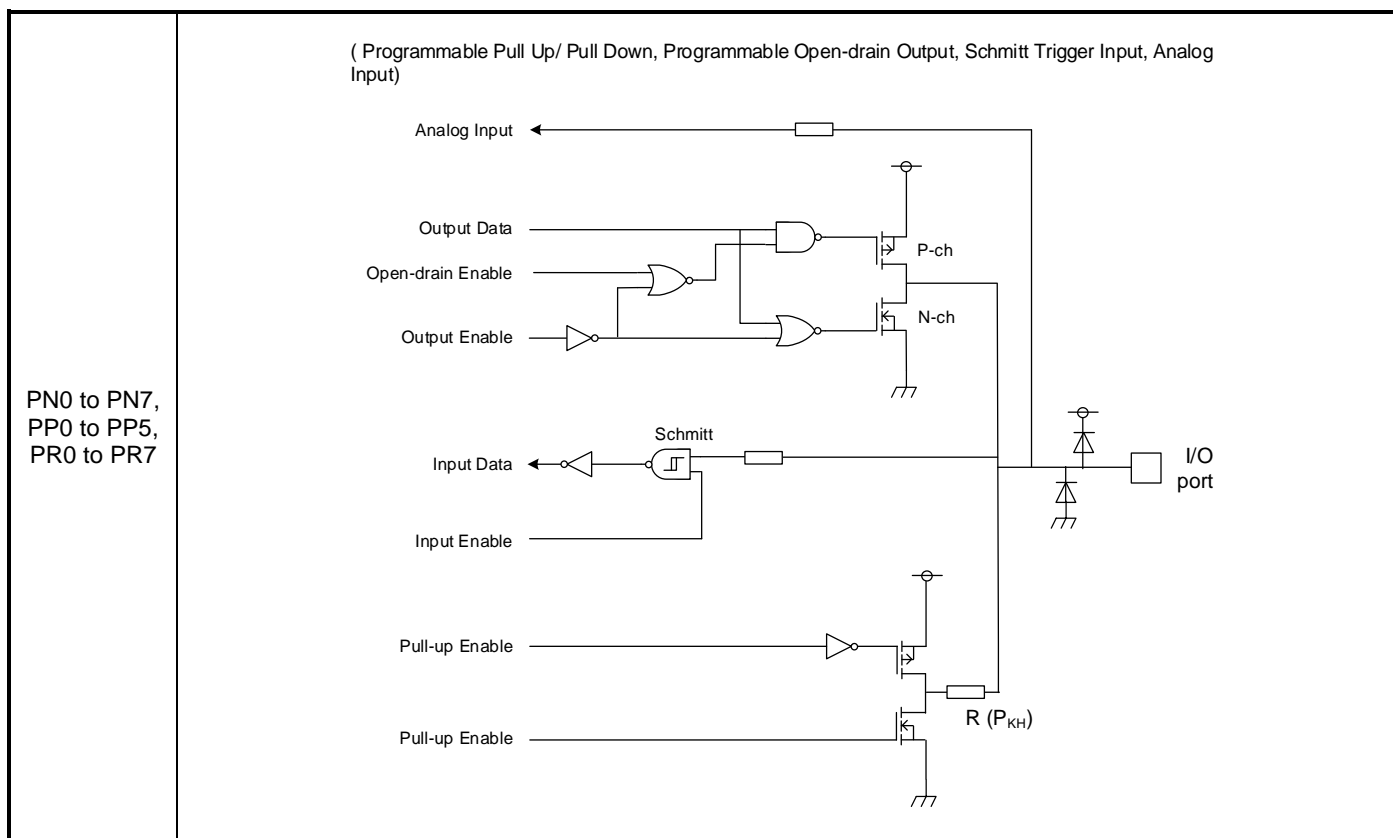 ( Programmable Pull Up/ Pull Down, Programmable Open-drain Output, Schmitt Trigger Input, Analog
Input)
Analog Input
Output Data
P-ch
Open-drain Enable
N-ch
Output Enable
PN0 to PN7,
PP0 to PP5,
PR0 to PR7
Schmitt
Input Data
I/O
port
Input Enable
Pull-up Enable
R (PKH)
Pull-up Enable